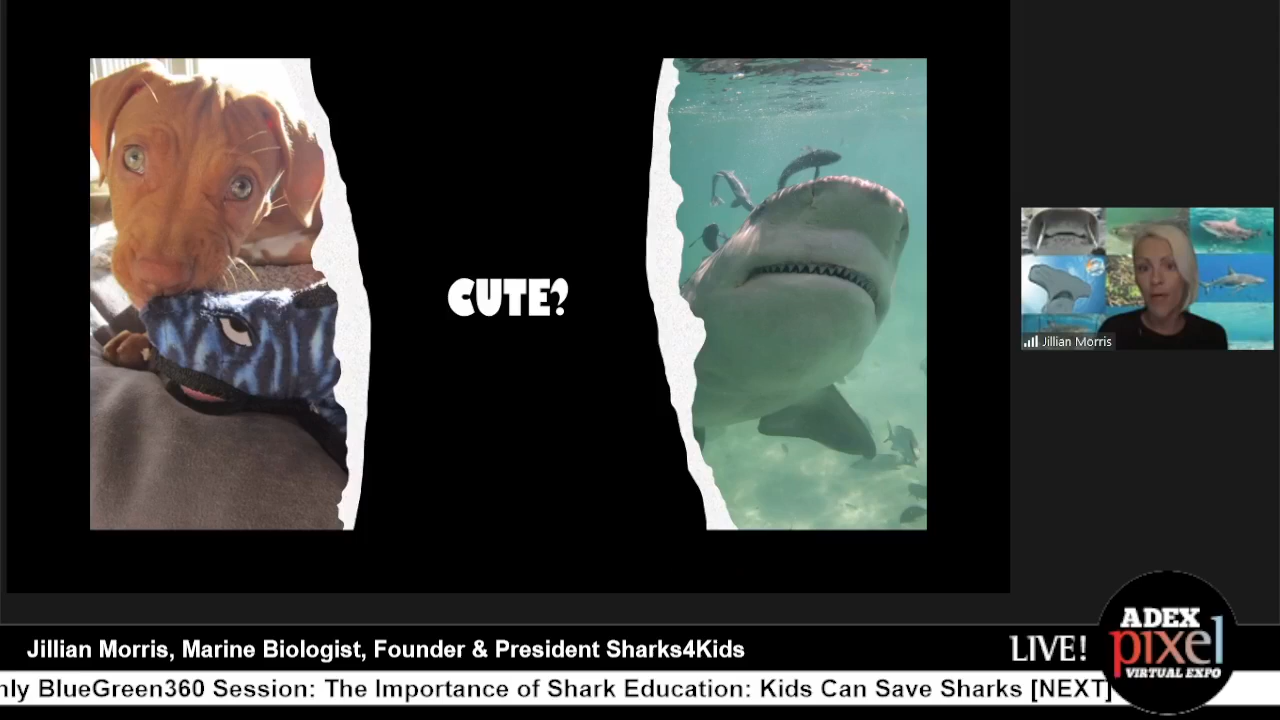 CUTE?
Jillian Morris
Jillian Morris, Marine Biologist, Founder & President Sharks4Kids
LIVE!
ADEX
pixel
VIRTUAL EXPO
BlueGreen360 Session: The Importance of Shark Education: Kids Can Save Sharks [NEXT]